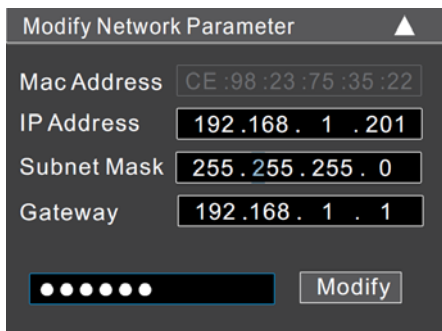 Modify Network Parameter ▲
Mac Address CE :98 :23 :75 :35 :22
IP Address 192 .168 . 1 . 201
Subnet Mask 255 . 255 . 255 . 0
Gateway 192 .168 . 1 . 1
●●●●●● Modify